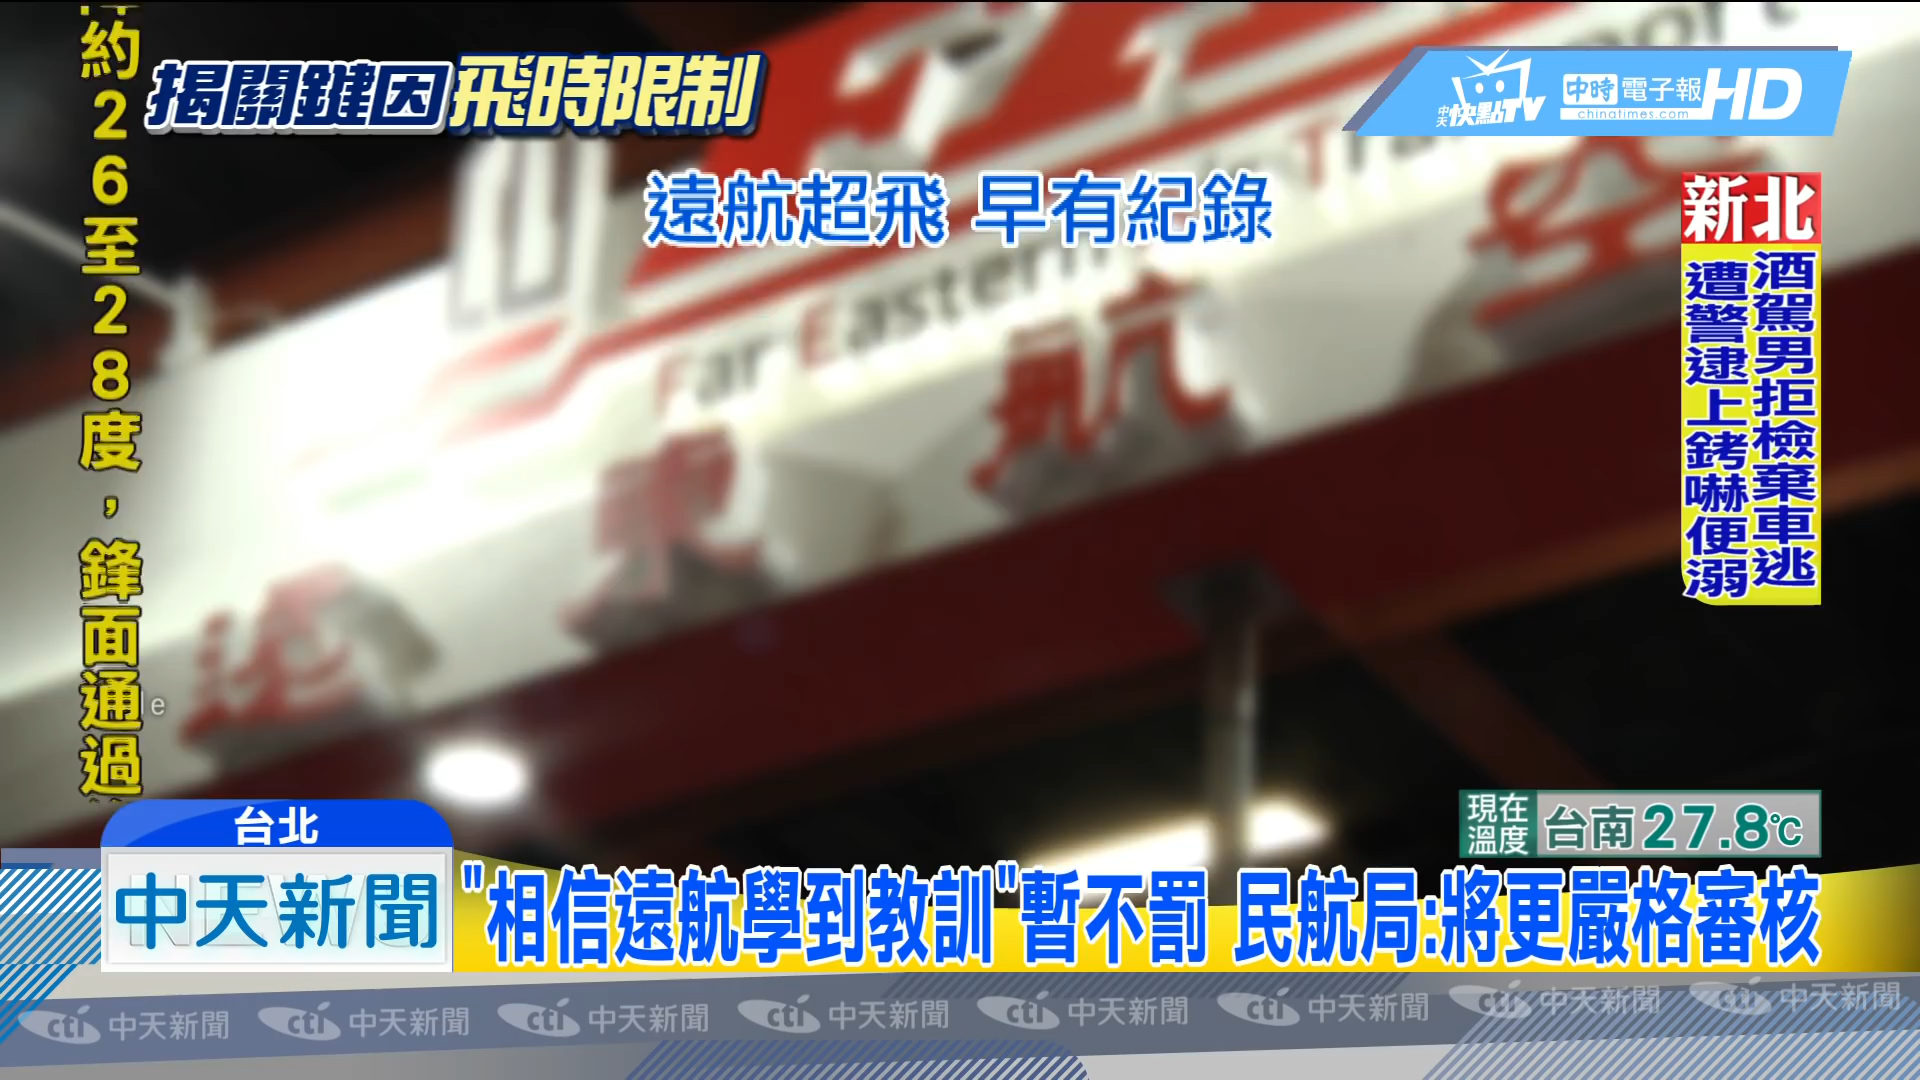 約26至28度，鋒面通過
揭關鍵因飛時限制
中天快點TV
中時電子報HD
chinatimes.com
遠航超飛 早有紀錄
Far Eastern
遠東航空
新北
酒駕男拒檢棄車逃
遭警逮上銬嚇便溺
現在溫度
台南27.8℃
台北
中天新聞
"相信遠航學到教訓"暫不罰 民航局:將更嚴格審核
cti 中天新聞 cti 中天新聞 cti 中天新聞 cti 中天新聞 cti 中天新聞 cti 中天新聞 cti 中天新聞 cti 中天新聞